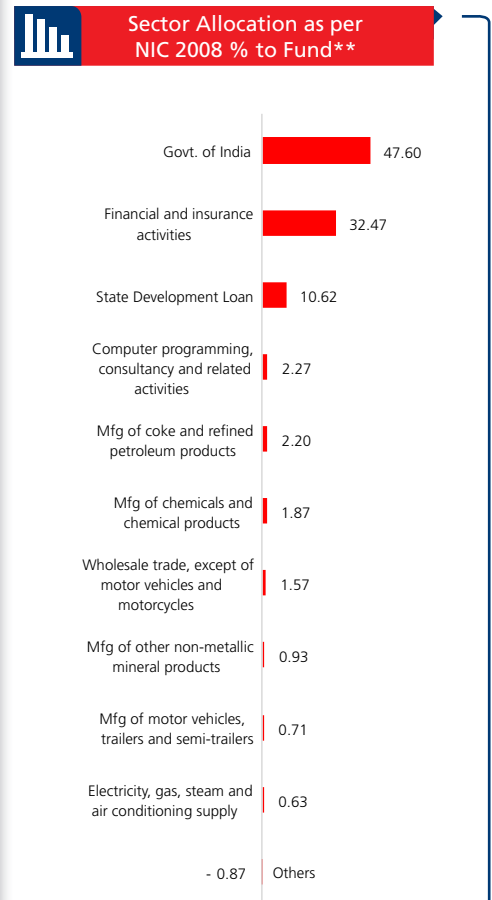 Sector Allocation as per
NIC 2008 % to Fund**
Govt. of India 47.60
Financial and insurance
activities 32.47
State Development Loan 10.62
Computer programming,
consultancy and related 2.27
activities
Mfg of coke and refined
petroleum products 2.20
Mfg of chemicals and
chemical products 1.87
Wholesale trade, except of
motor vehicles and 1.57
motorcycles
Mfg of other non-metallic
mineral products 0.93
Mfg of motor vehicles,
trailers and semi-trailers 0.71
Electricity, gas, steam and
air conditioning supply 0.63
- 0.87 Others